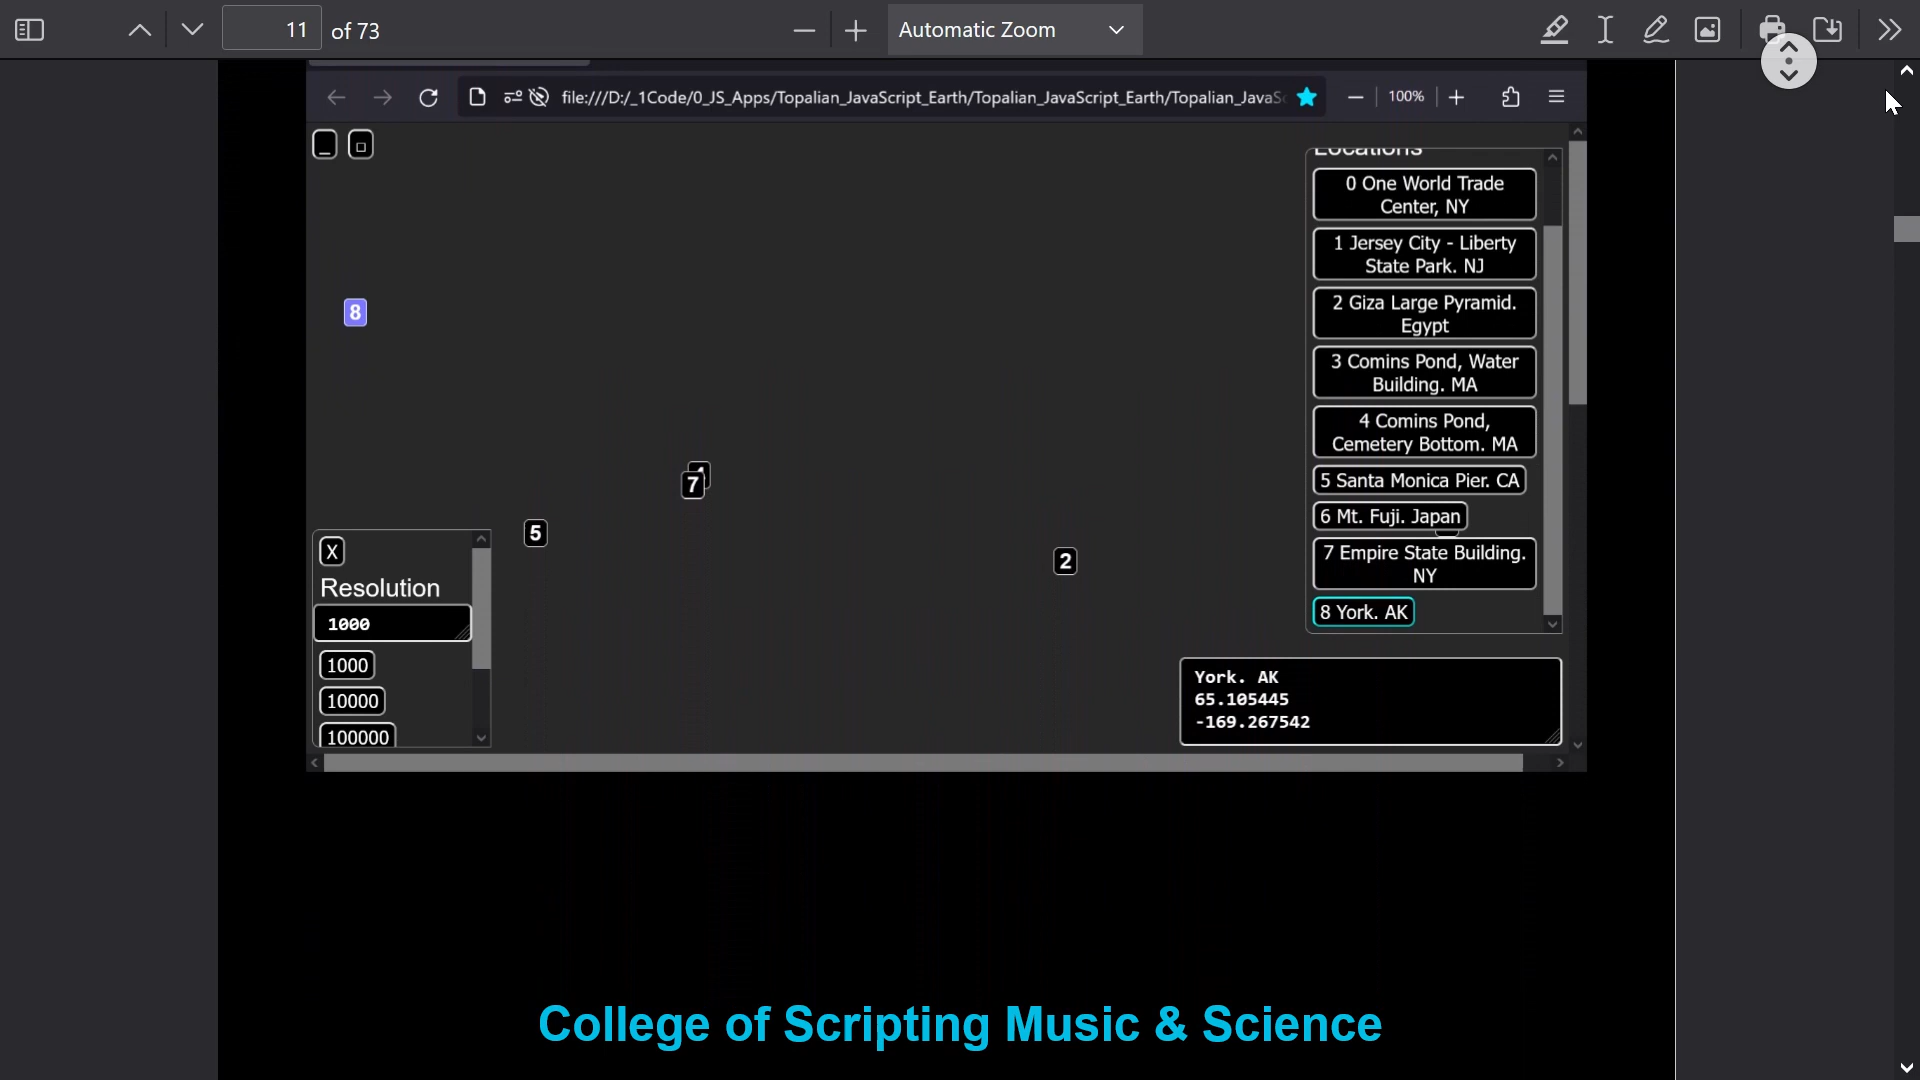 11 of 73
Automatic Zoom
file:///D:/_1Code/0_JS_Apps/Topalian_JavaScript_Earth/Topalian_JavaScript_Earth/Topalian_JavaSc
100%
Locations
0 One World Trade
Center, NY
1 Jersey City - Liberty
State Park. NJ
2 Giza Large Pyramid.
Egypt
3 Comins Pond, Water
Building. MA
4 Comins Pond,
Cemetery Bottom. MA
5 Santa Monica Pier. CA
6 Mt. Fuji. Japan
7 Empire State Building.
NY
8 York. AK
8
7
5
2
X
Resolution
1000
1000
10000
100000
York. AK
65.105445
-169.267542
College of Scripting Music & Science